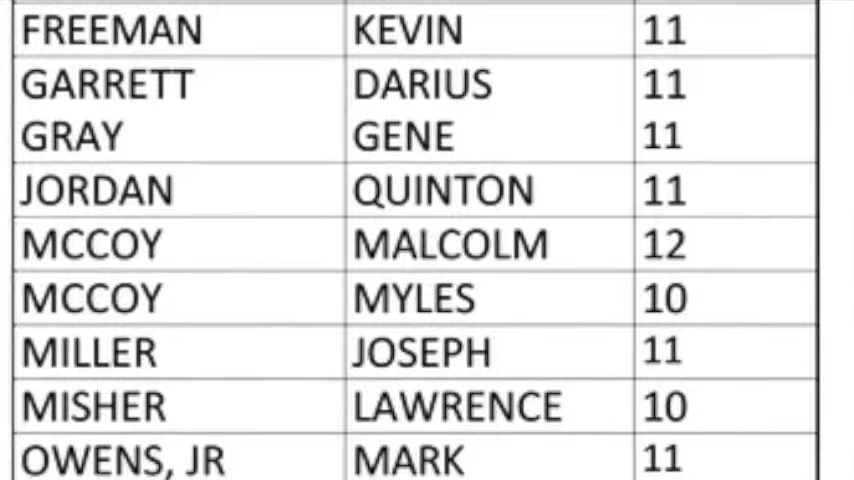 FREEMAN KEVIN 11
GARRETT DARIUS 11
GRAY GENE 11
JORDAN QUINTON 11
MCCOY MALCOLM 12
MCCOY MYLES 10
MILLER JOSEPH 11
MISHER LAWRENCE 10
OWENS, JR MARK 11